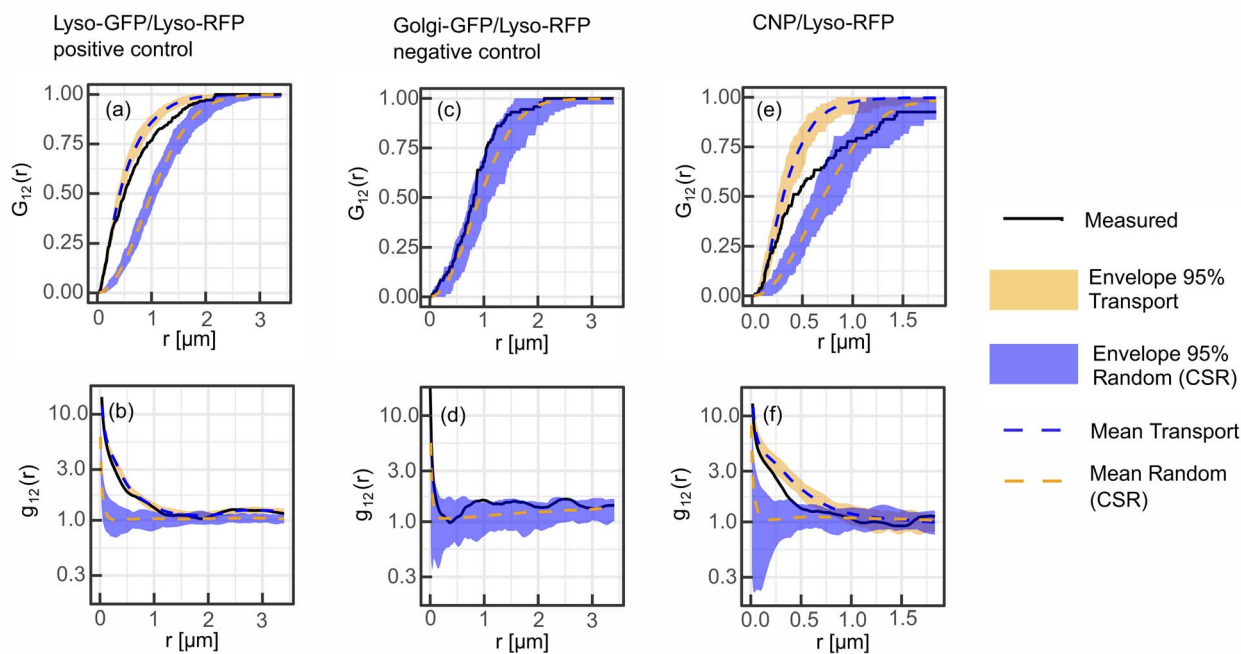 Lyso-GFP/Lyso-RFP
positive control
Golgi-GFP/Lyso-RFP
negative control
CNP/Lyso-RFP
(a)
1.00
0.75
0.50
0.25
0.00
G₁₂(r)
0 1 2 3
r [µm]
(c)
1.00
0.75
0.50
0.25
0.00
G₁₂(r)
0 1 2 3
r [µm]
(e)
1.00
0.75
0.50
0.25
0.00
G₁₂(r)
0.0 0.5 1.0 1.5
r [µm]
(b)
10.0
3.0
1.0
0.3
g₁₂(r)
0 1 2 3
r [µm]
(d)
10.0
3.0
1.0
0.3
g₁₂(r)
0 1 2 3
r [µm]
(f)
10.0
3.0
1.0
0.3
g₁₂(r)
0.0 0.5 1.0 1.5
r [µm]
Measured
Envelope 95%
Transport
Envelope 95%
Random (CSR)
Mean Transport
Mean Random
(CSR)